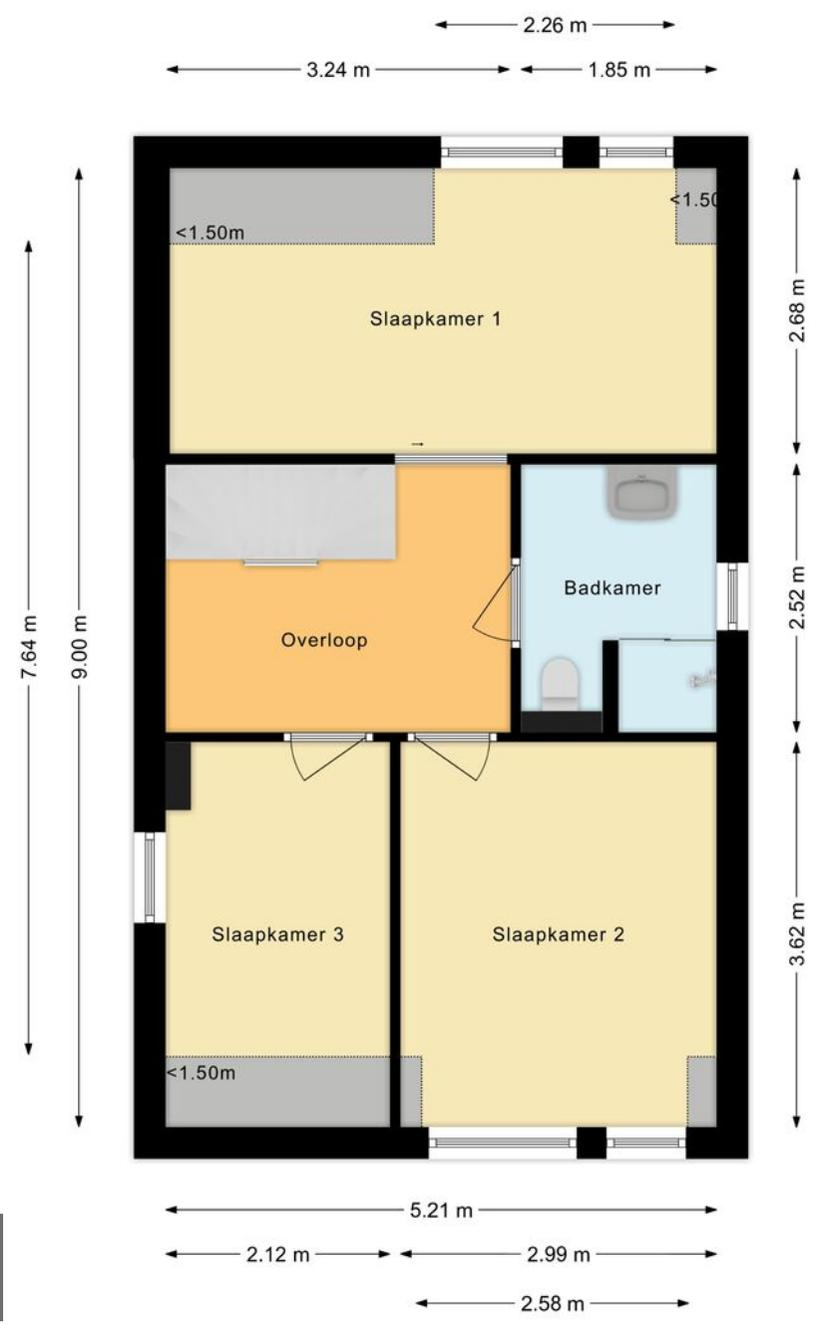 2.26 m
3.24 m
1.85 m
<1.50m
<1.50
Slaapkamer 1
2.68 m
Badkamer
2.52 m
Overloop
7.64 m
9.00 m
Slaapkamer 3
Slaapkamer 2
3.62 m
<1.50m
5.21 m
2.12 m
2.99 m
2.58 m